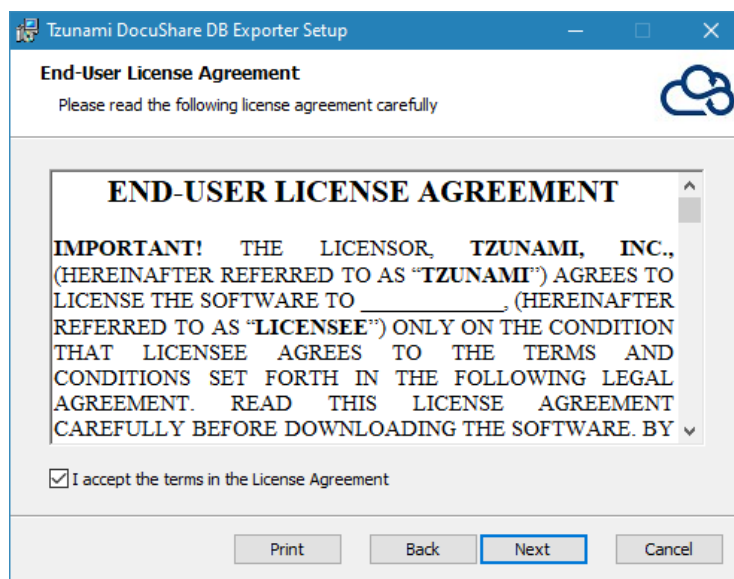 Tzunami DocuShare DB Exporter Setup
End-User License Agreement
Please read the following license agreement carefully
END-USER LICENSE AGREEMENT
IMPORTANT! THE LICENSOR, TZUNAMI, INC.,
(HEREINAFTER REFERRED TO AS “TZUNAMI”) AGREES TO
LICENSE THE SOFTWARE TO ____________, (HEREINAFTER
REFERRED TO AS “LICENSEE”) ONLY ON THE CONDITION
THAT LICENSEE AGREES TO THE TERMS AND
CONDITIONS SET FORTH IN THE FOLLOWING LEGAL
AGREEMENT. READ THIS LICENSE AGREEMENT
CAREFULLY BEFORE DOWNLOADING THE SOFTWARE. BY
I accept the terms in the License Agreement
Print Back Next Cancel